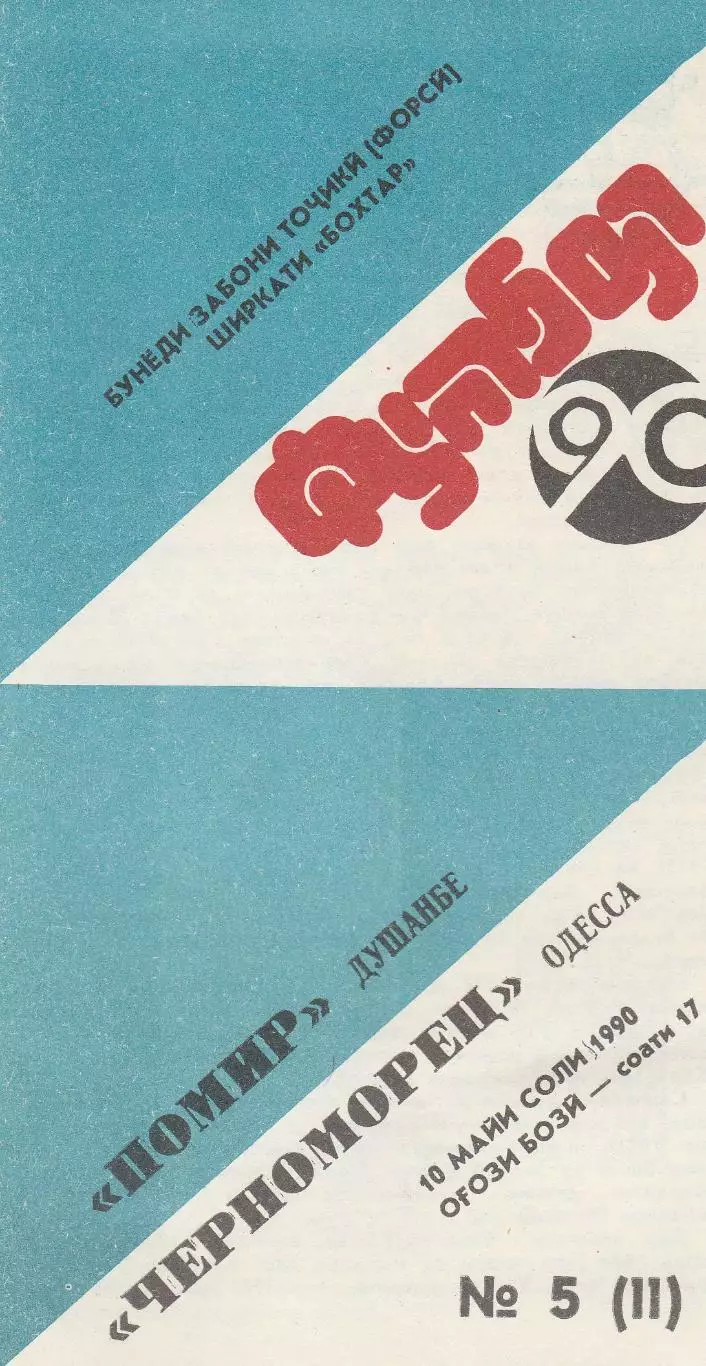 БУНЁДИ ЗАБОНИ ТОҶИКӢ (ФОРСӢ)
ШИРКАТИ «БОХТАР»
футбол
90
«ПОМИР» ДУШАНБЕ
«ЧЕРНОМОРЕЦ» ОДЕССА
10 МАЙИ СОЛИ 1990
ОҒОЗИ БОЗӢ — соати 17
№ 5 (11)